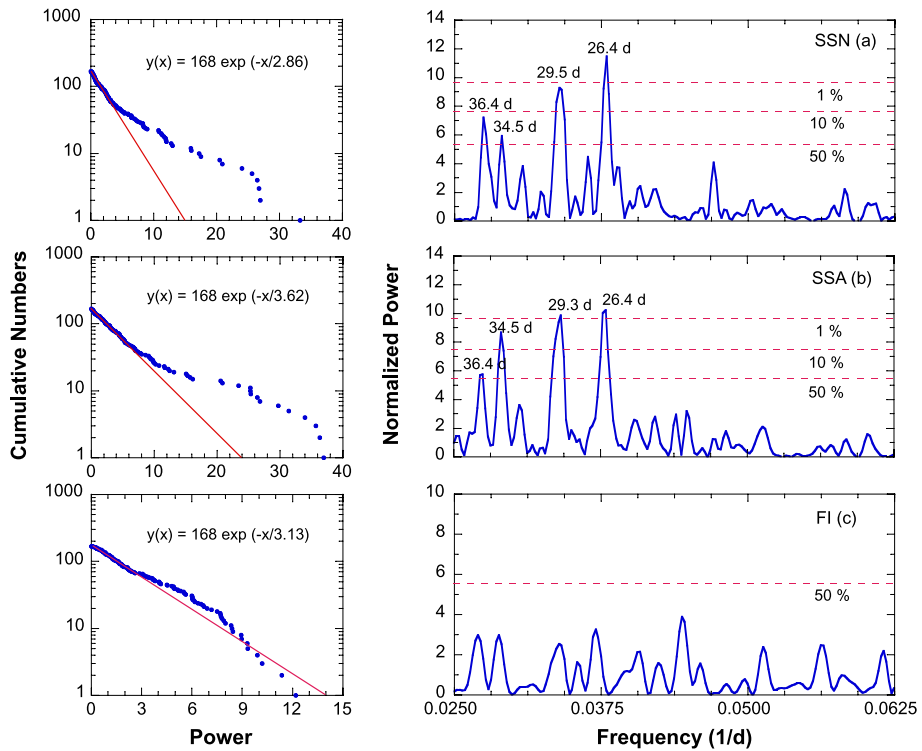 Cumulative Numbers
1000
100
10
1
y(x) = 168 exp (-x/2.86)
0 10 20 30 40
1000
100
10
1
y(x) = 168 exp (-x/3.62)
0 10 20 30 40
1000
100
10
1
y(x) = 168 exp (-x/3.13)
0 3 6 9 12 15
Power
Normalized Power
14
12
10
8
6
4
2
0
SSN (a)
26.4 d
29.5 d
36.4 d
34.5 d
1 %
10 %
50 %
14
12
10
8
6
4
2
0
SSA (b)
29.3 d
26.4 d
34.5 d
36.4 d
1 %
10 %
50 %
10
8
6
4
2
0
FI (c)
50 %
0.0250 0.0375 0.0500 0.0625
Frequency (1/d)